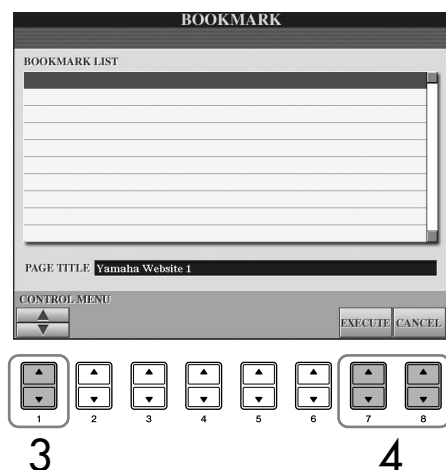 BOOKMARK
BOOKMARK LIST
PAGE TITLE Yamaha Website 1
CONTROL MENU
EXECUTE CANCEL
1 2 3 4 5 6 7 8
3 4